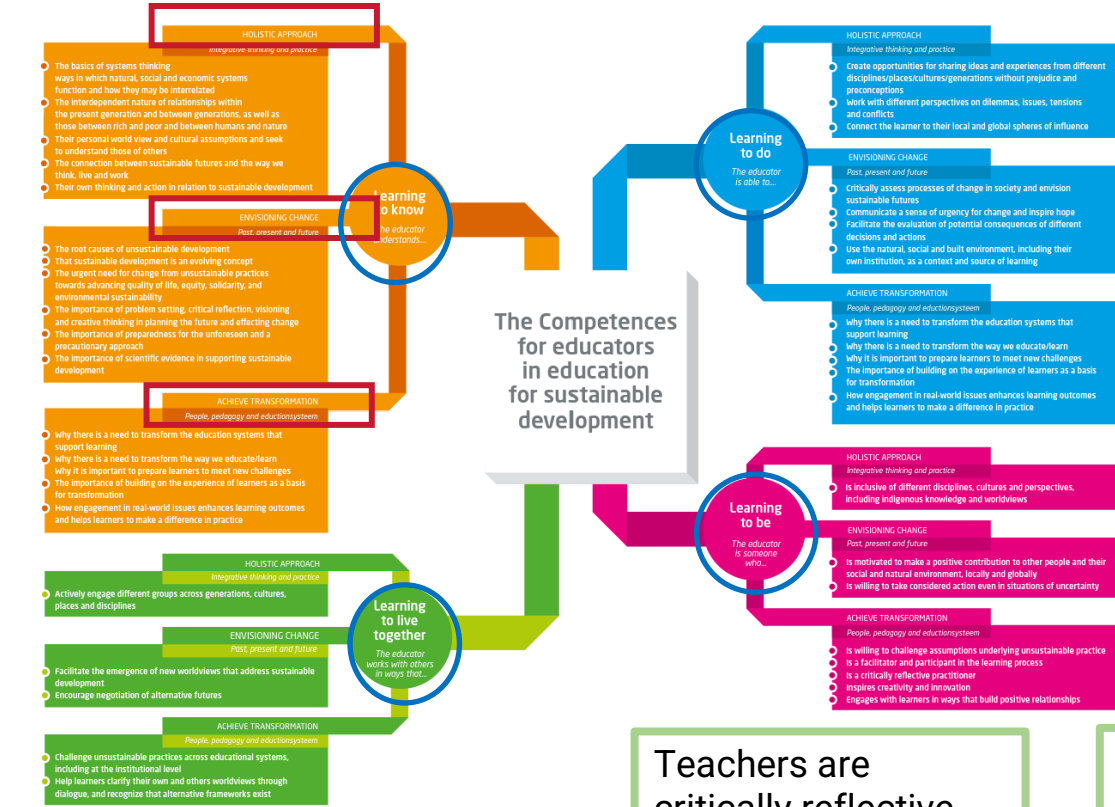 HOLISTIC APPROACH
Integrative thinking and practice
The basics of systems thinking
ways in which natural, social and economic systems
function and how they may be interrelated
The interdependent nature of relationships within
the present generation and between generations, as well as
those between rich and poor and between humans and nature
Their personal world view and cultural assumptions and seek
to understand those of others
The connection between sustainable futures and the way we
think, live and work
Their own thinking and action in relation to sustainable development
ENVISIONING CHANGE
Past, present and future
The root causes of unsustainable development
That sustainable development is an evolving concept
The urgent need for change from unsustainable practices
towards advancing quality of life, equity, solidarity, and
environmental sustainability
The importance of problem setting, critical reflection, visioning
and creative thinking in planning the future and effecting change
The importance of preparedness for the unforeseen and a
precautionary approach
The importance of scientific evidence in supporting sustainable
development
ACHIEVE TRANSFORMATION
People, pedagogy and eductionsysteem
Why there is a need to transform the education systems that
support learning
Why there is a need to transform the way we educate/learn
Why it is important to prepare learners to meet new challenges
The importance of building on the experience of learners as a basis
for transformation
How engagement in real-world issues enhances learning outcomes
and helps learners to make a difference in practice
Learning
to know
The educator
understands...
HOLISTIC APPROACH
Integrative thinking and practice
Actively engage different groups across generations, cultures,
places and disciplines
ENVISIONING CHANGE
Past, present and future
Facilitate the emergence of new worldviews that address sustainable
development
Encourage negotiation of alternative futures
ACHIEVE TRANSFORMATION
People, pedagogy and eductionsysteem
Challenge unsustainable practices across educational systems,
including at the institutional level
Help learners clarify their own and others worldviews through
dialogue, and recognize that alternative frameworks exist
Learning
to live
together
The educator
works with others
in ways that...
The Competences
for educators
in education
for sustainable
development
Learning
to do
The educator
is able to...
HOLISTIC APPROACH
Integrative thinking and practice
Create opportunities for sharing ideas and experiences from different
disciplines/places/cultures/generations without prejudice and
preconceptions
Work with different perspectives on dilemmas, issues, tensions
and conflicts
Connect the learner to their local and global spheres of influence
ENVISIONING CHANGE
Past, present and future
Critically assess processes of change in society and envision
sustainable futures
Communicate a sense of urgency for change and inspire hope
Facilitate the evaluation of potential consequences of different
decisions and actions
Use the natural, social and built environment, including their
own institution, as a context and source of learning
ACHIEVE TRANSFORMATION
People, pedagogy and eductionsysteem
Why there is a need to transform the education systems that
support learning
Why there is a need to transform the way we educate/learn
Why it is important to prepare learners to meet new challenges
The importance of building on the experience of learners as a basis
for transformation
How engagement in real-world issues enhances learning outcomes
and helps learners to make a difference in practice
Learning
to be
The educator
is someone
who...
HOLISTIC APPROACH
Integrative thinking and practice
Is inclusive of different disciplines, cultures and perspectives,
including indigenous knowledge and worldviews
ENVISIONING CHANGE
Past, present and future
Is motivated to make a positive contribution to other people and their
social and natural environment, locally and globally
Is willing to take considered action even in situations of uncertainty
ACHIEVE TRANSFORMATION
People, pedagogy and eductionsysteem
Is willing to challenge assumptions underlying unsustainable practice
Is a facilitator and participant in the learning process
Is a critically reflective practitioner
Inspires creativity and innovation
Engages with learners in ways that build positive relationships
Teachers are
critically reflective